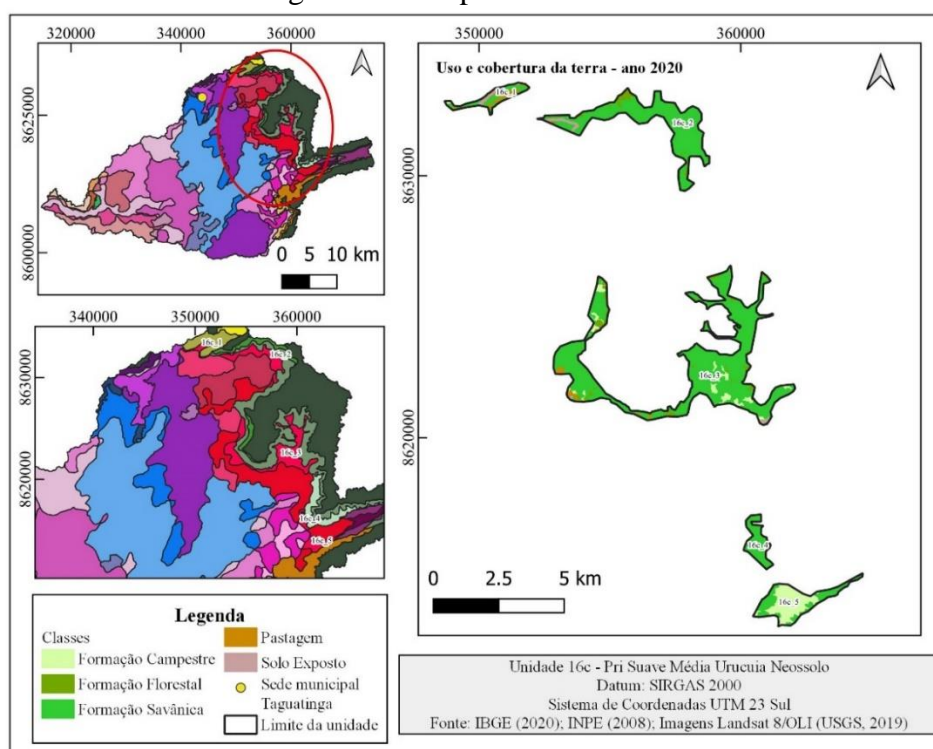 320000 340000 360000
8625000
8600000
0 5 10 km
340000 350000 360000
8630000
8620000
16c_1
16c_2
16c_3
16c_4
16c_5
Legenda
Classes
Formação Campestre
Formação Florestal
Formação Savânica
Pastagem
Solo Exposto
Sede municipal
Taguatinga
Limite da unidade
350000 360000
Uso e cobertura da terra - ano 2020
8630000
8620000
16c_1
16c_2
16c_3
16c_4
16c_5
0 2.5 5 km
Unidade 16c - Pri Suave Média Urucuia Neossolo
Datum: SIRGAS 2000
Sistema de Coordenadas UTM 23 Sul
Fonte: IBGE (2020); INPE (2008); Imagens Landsat 8/OLI (USGS, 2019)